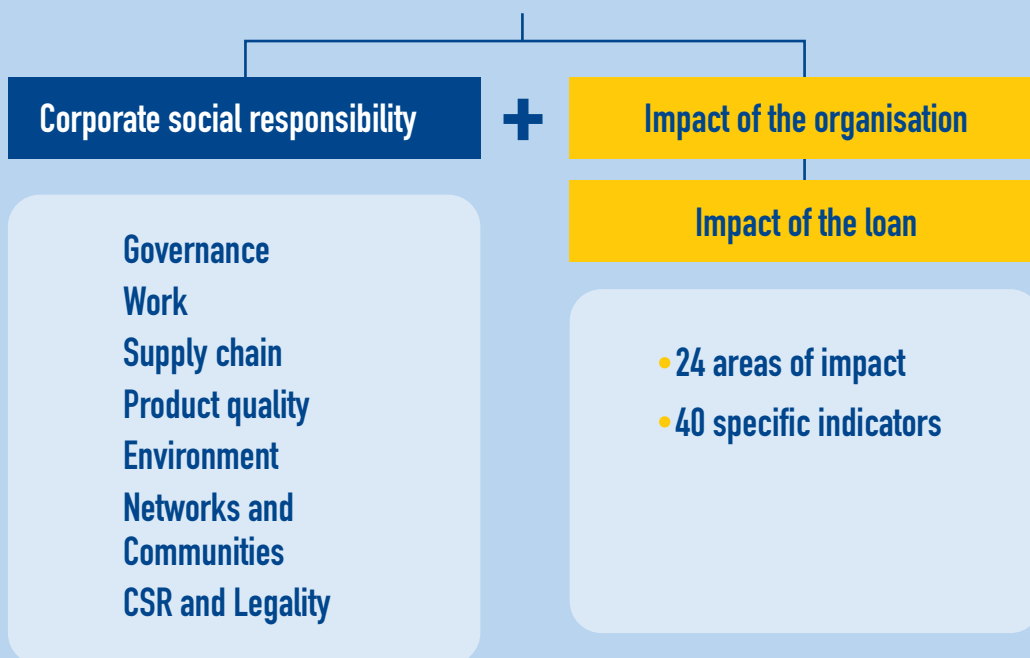 Corporate social responsibility
+
Impact of the organisation
Impact of the loan
Governance
Work
Supply chain
Product quality
Environment
Networks and
Communities
CSR and Legality
•24 areas of impact
•40 specific indicators